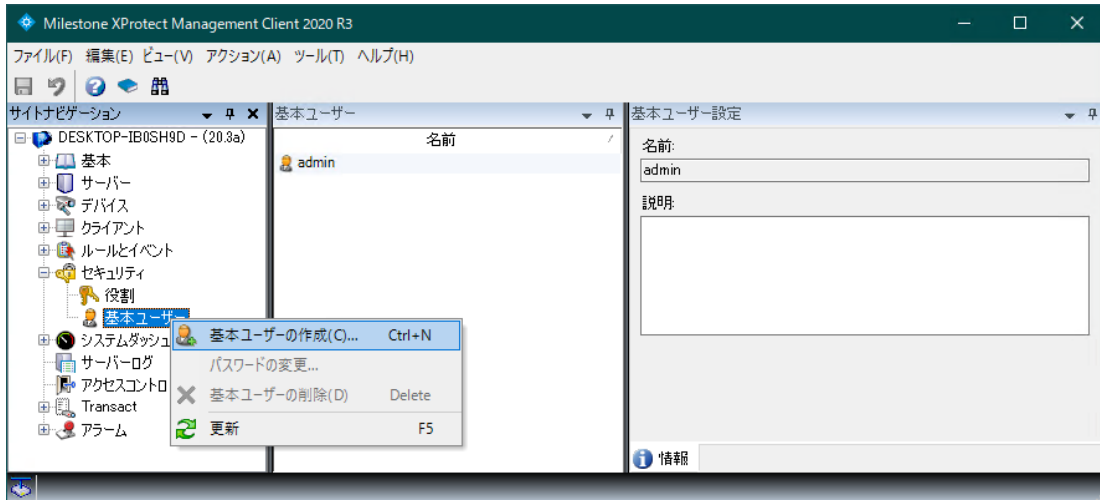 Milestone XProtect Management Client 2020 R3
ファイル(F) 編集(E) ビュー(V) アクション(A) ツール(T) ヘルプ(H)
サイトナビゲーション
DESKTOP-IB0SH9D - (20.3a)
基本
サーバー
デバイス
クライアント
ルールとイベント
セキュリティ
役割
基本ユーザー
システムダッシュ
サーバーログ
アクセスコントロ
Transact
アラーム
基本ユーザーの作成(C)... Ctrl+N
パスワードの変更...
基本ユーザーの削除(D) Delete
更新 F5
基本ユーザー
名前
admin
基本ユーザー設定
名前:
admin
説明:
情報